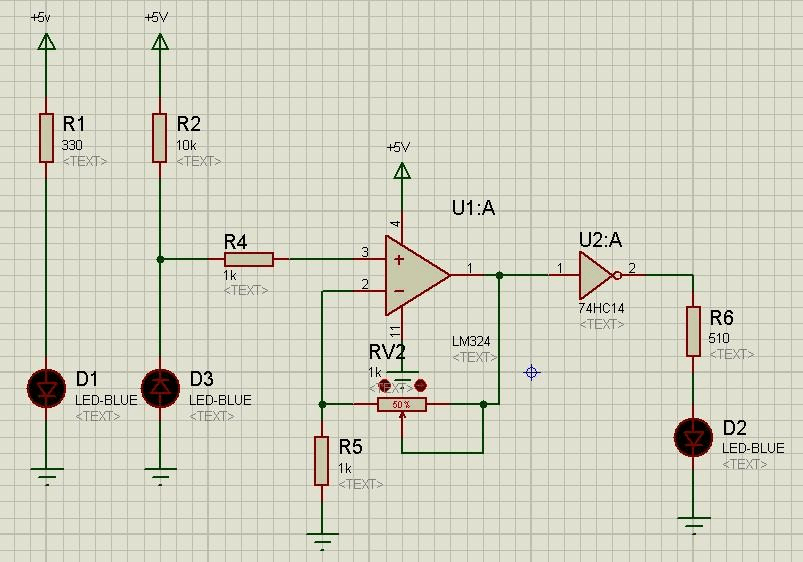 +5v
+5V
R1
330
<TEXT>
R2
10k
<TEXT>
+5V
U1:A
4
R4
1k
<TEXT>
3
2
1
11
LM324
<TEXT>
U2:A
1
2
74HC14
<TEXT>
RV2
1k
<TEXT>
50%
R6
510
<TEXT>
D1
LED-BLUE
<TEXT>
D3
LED-BLUE
<TEXT>
R5
1k
<TEXT>
D2
LED-BLUE
<TEXT>